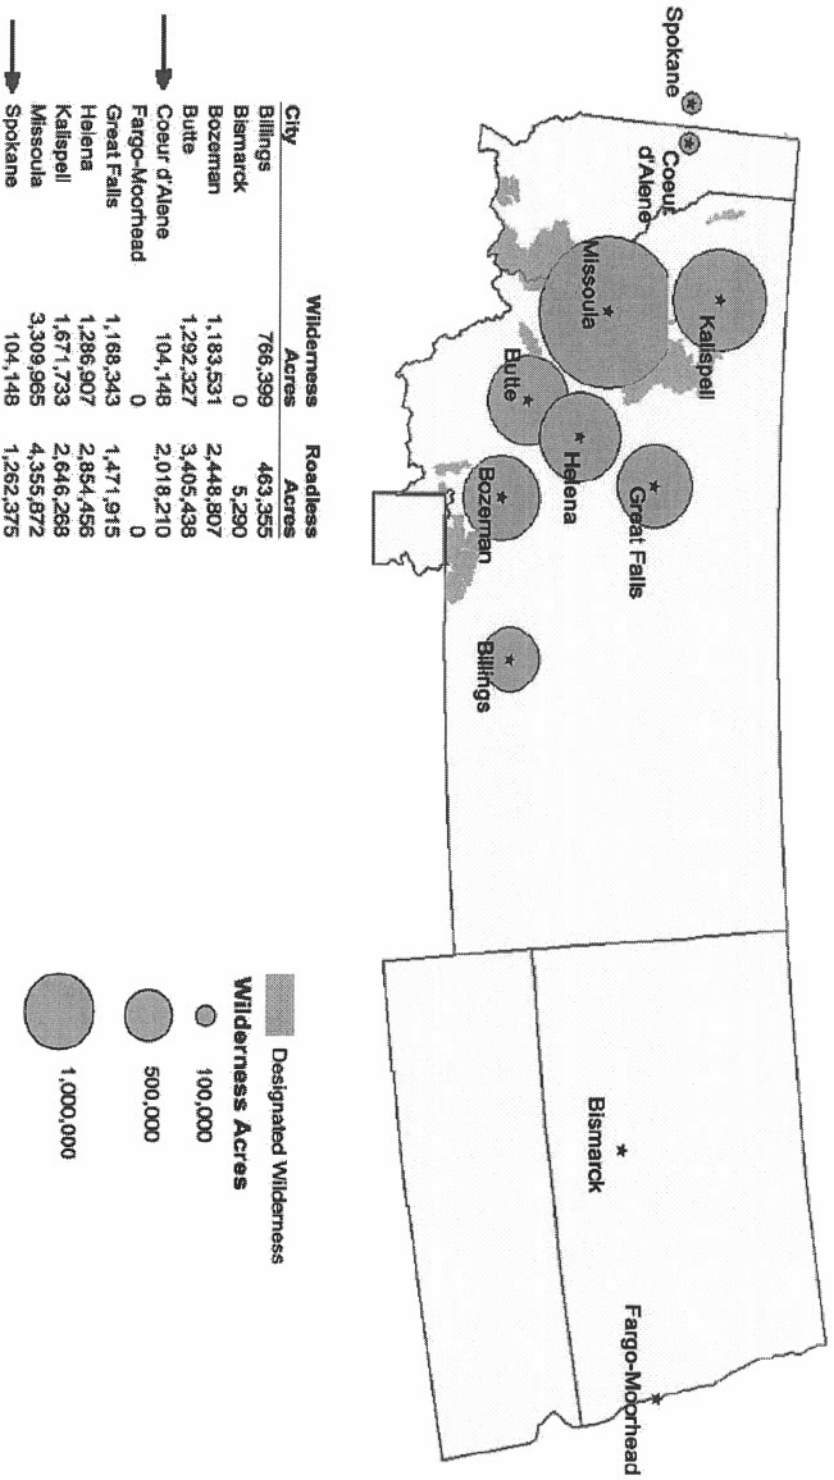 Spokane
Coeur
d'Alene
Kalispell
Missoula
Great Falls
Helena
Butte
Bozeman
Billings
Bismarck
Fargo-Moorhead
City Wilderness Acres Roadless Acres
Billings 766,399 463,355
Bismarck 0 5,290
Bozeman 1,183,531 2,448,807
Butte 1,292,327 3,405,438
Coeur d'Alene 104,148 2,018,210
Fargo-Moorhead 0 0
Great Falls 1,168,343 1,471,915
Helena 1,286,907 2,854,456
Kalispell 1,671,733 2,646,268
Missoula 3,309,965 4,355,872
Spokane 104,148 1,262,375
Designated Wilderness
Wilderness Acres
100,000
500,000
1,000,000